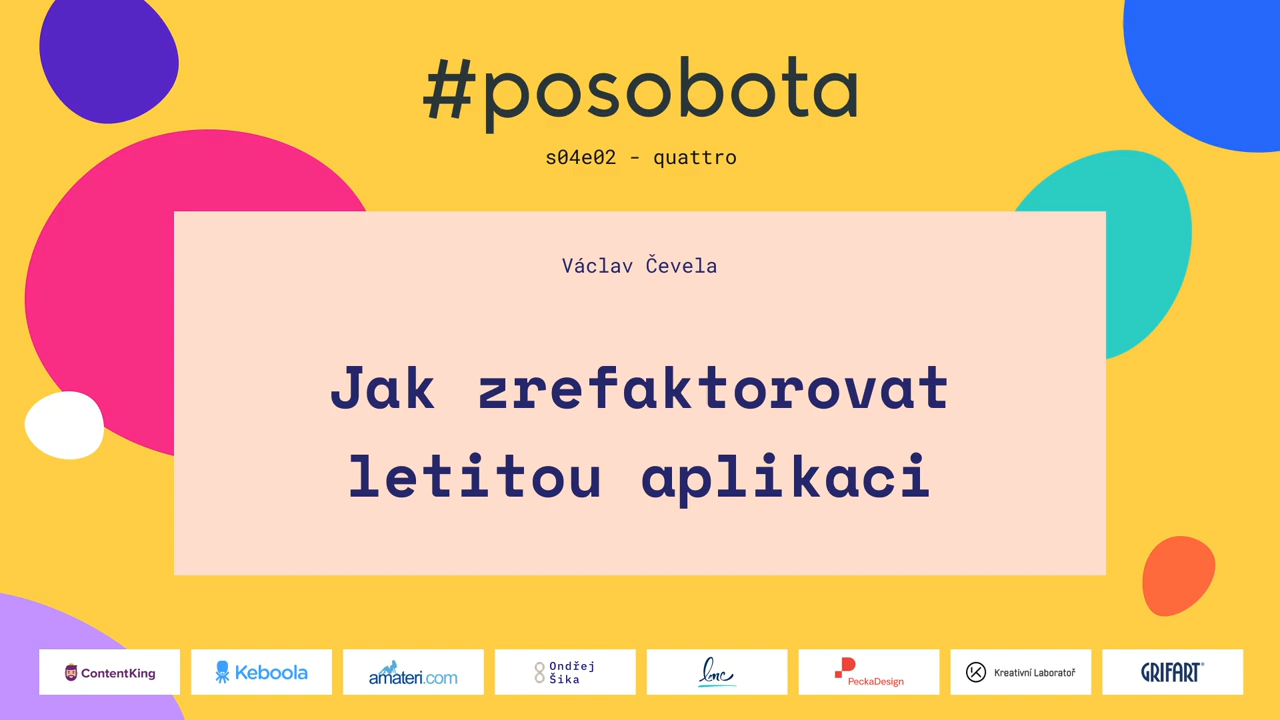 #posobota
s04e02 - quattro
Václav Čevela
Jak zrefaktorovat
letitou aplikaci
ContentKing
Keboola
amateri.com
Ondřej
Šika
lmc
PeckaDesign
Kreativní Laboratoř
GRIFART®